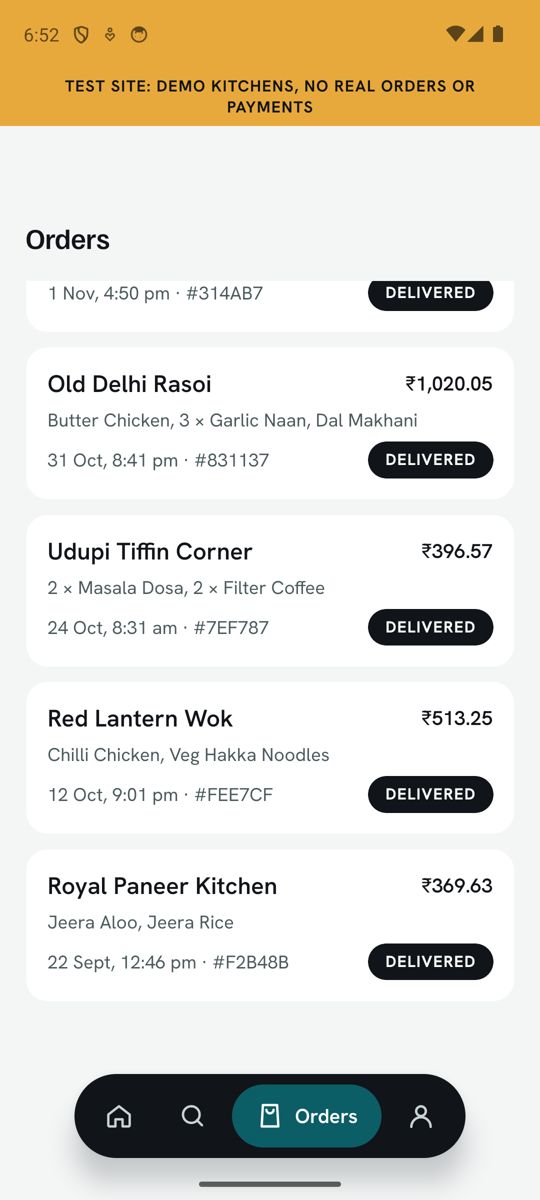 6:52
TEST SITE: DEMO KITCHENS, NO REAL ORDERS OR
PAYMENTS
Orders
1 Nov, 4:50 pm · #314AB7 DELIVERED
Old Delhi Rasoi ₹1,020.05
Butter Chicken, 3 × Garlic Naan, Dal Makhani
31 Oct, 8:41 pm · #831137 DELIVERED
Udupi Tiffin Corner ₹396.57
2 × Masala Dosa, 2 × Filter Coffee
24 Oct, 8:31 am · #7EF787 DELIVERED
Red Lantern Wok ₹513.25
Chilli Chicken, Veg Hakka Noodles
12 Oct, 9:01 pm · #FEE7CF DELIVERED
Royal Paneer Kitchen ₹369.63
Jeera Aloo, Jeera Rice
22 Sept, 12:46 pm · #F2B48B DELIVERED
Orders